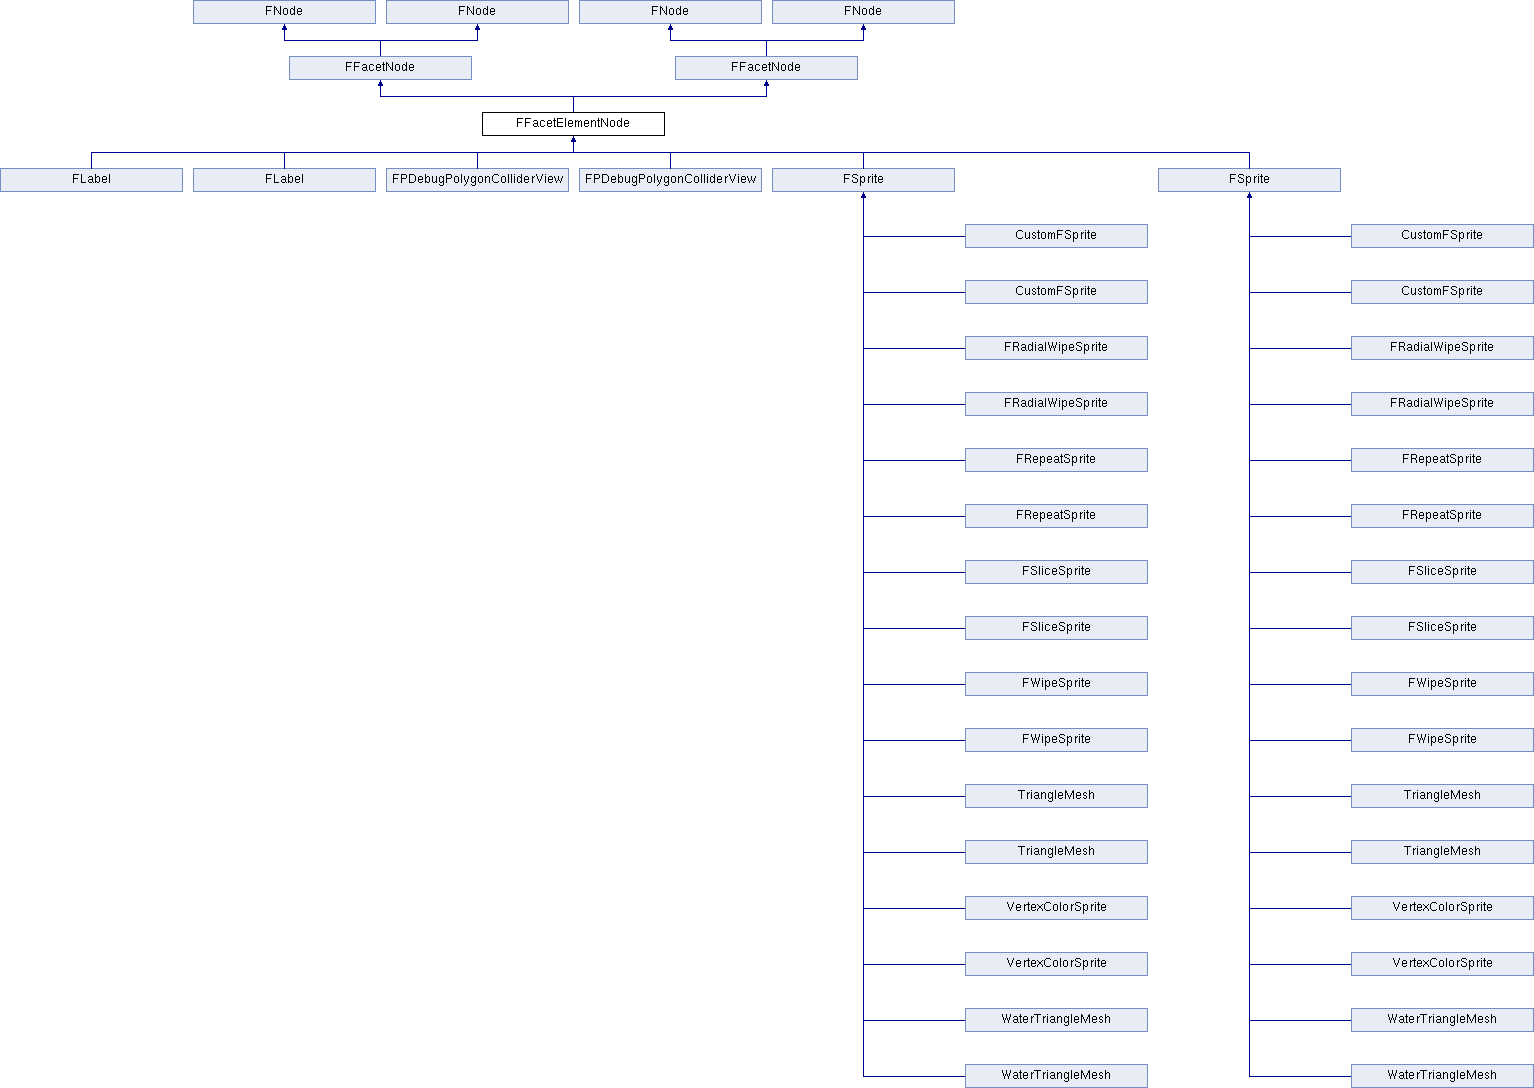 FNode FNode FNode FNode
FFacetNode FFacetNode
FFacetElementNode
FLabel FLabel FPDebugPolygonColliderView FPDebugPolygonColliderView FSprite FSprite
CustomFSprite CustomFSprite
CustomFSprite CustomFSprite
FRadialWipeSprite FRadialWipeSprite
FRadialWipeSprite FRadialWipeSprite
FRepeatSprite FRepeatSprite
FRepeatSprite FRepeatSprite
FSliceSprite FSliceSprite
FSliceSprite FSliceSprite
FWipeSprite FWipeSprite
FWipeSprite FWipeSprite
TriangleMesh TriangleMesh
TriangleMesh TriangleMesh
VertexColorSprite VertexColorSprite
VertexColorSprite VertexColorSprite
WaterTriangleMesh WaterTriangleMesh
WaterTriangleMesh WaterTriangleMesh